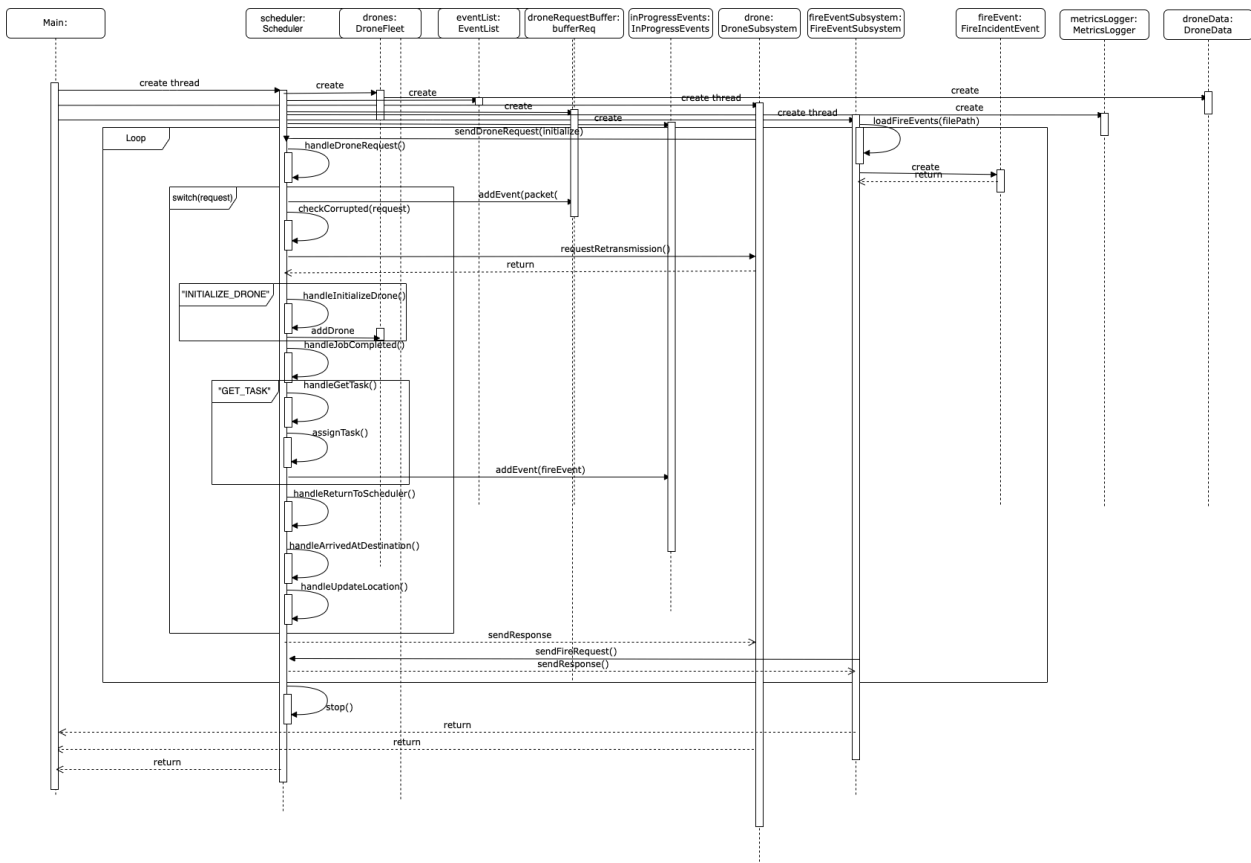 Main:
scheduler:
Scheduler
drones:
DroneFleet
eventList:
EventList
droneRequestBuffer:
bufferReq
inProgressEvents:
InProgressEvents
drone:
DroneSubsystem
fireEventSubsystem:
FireEventSubsystem
fireEvent:
FireIncidentEvent
metricsLogger:
MetricsLogger
droneData:
DroneData
create thread
create
create
create
create thread
create
create
create thread
create
loadFireEvents(filePath)
Loop
sendDroneRequest(initialize)
handleDroneRequest()
create
return
switch(request)
addEvent(packet(
checkCorrupted(request)
requestRetransmission()
return
"INITIALIZE_DRONE"
handleInitializeDrone()
addDrone
handleJobCompleted()
"GET_TASK"
handleGetTask()
assignTask()
addEvent(fireEvent)
handleReturnToScheduler()
handleArrivedAtDestination()
handleUpdateLocation()
sendResponse
sendFireRequest()
sendResponse()
stop()
return
return
return